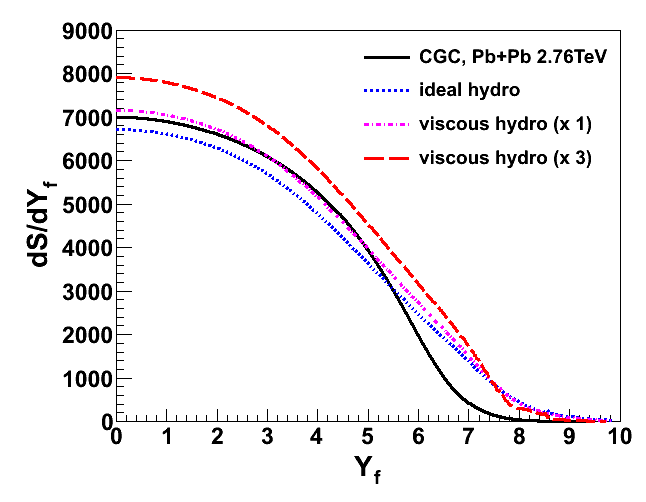 9000
8000
7000
6000
5000
4000
3000
2000
1000
0
dS/dY_f
CGC, Pb+Pb 2.76TeV
ideal hydro
viscous hydro (x 1)
viscous hydro (x 3)
0 1 2 3 4 5 6 7 8 9 10
Y_f